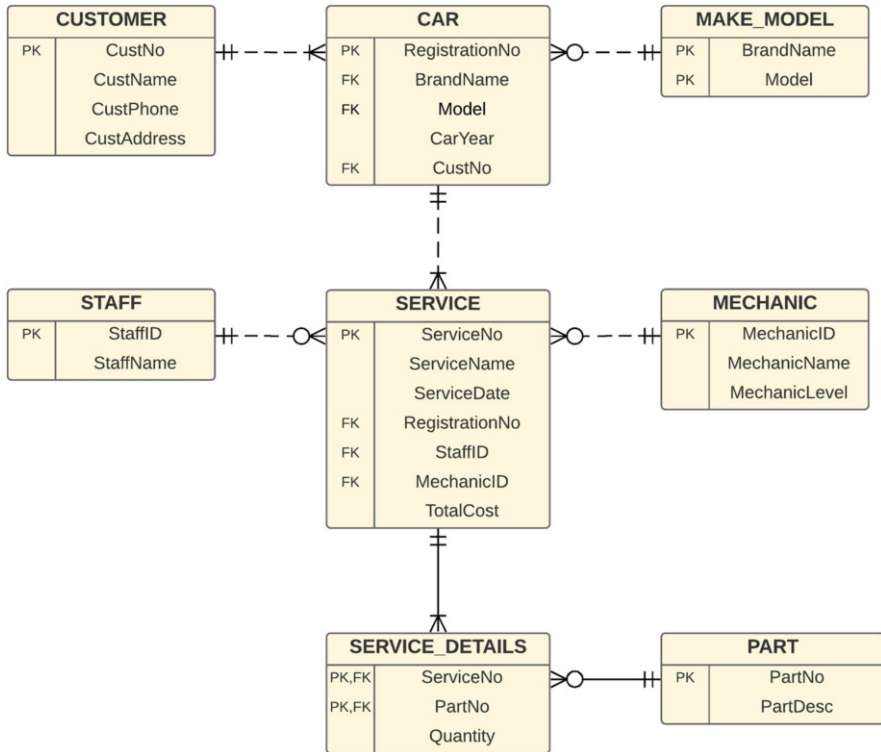 CUSTOMER
PK CustNo
CustName
CustPhone
CustAddress
CAR
PK RegistrationNo
FK BrandName
FK Model
CarYear
FK CustNo
MAKE_MODEL
PK BrandName
PK Model
STAFF
PK StaffID
StaffName
SERVICE
PK ServiceNo
ServiceName
ServiceDate
FK RegistrationNo
FK StaffID
FK MechanicID
TotalCost
MECHANIC
PK MechanicID
MechanicName
MechanicLevel
SERVICE_DETAILS
PK,FK ServiceNo
PK,FK PartNo
Quantity
PART
PK PartNo
PartDesc